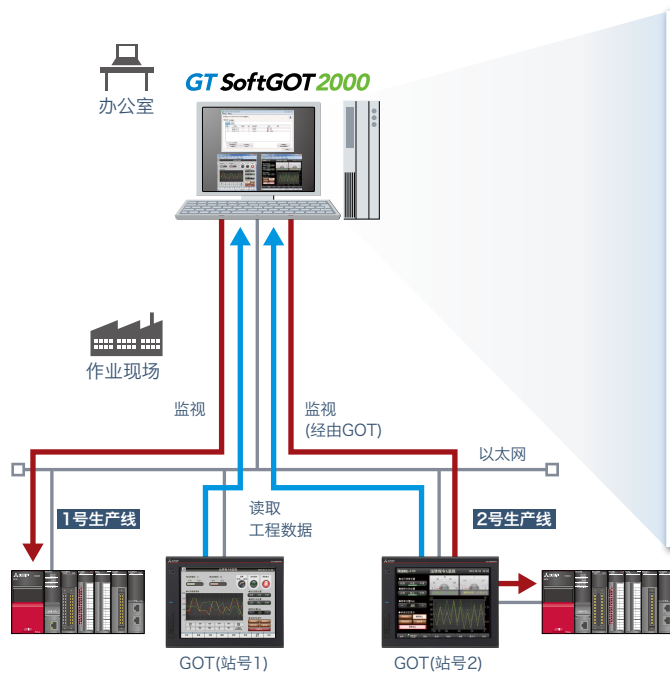 办公室
GT SoftGOT2000
作业现场
监视
监视
(经由GOT)
以太网
1号生产线
读取
工程数据
2号生产线
GOT(站号1)
GOT(站号2)